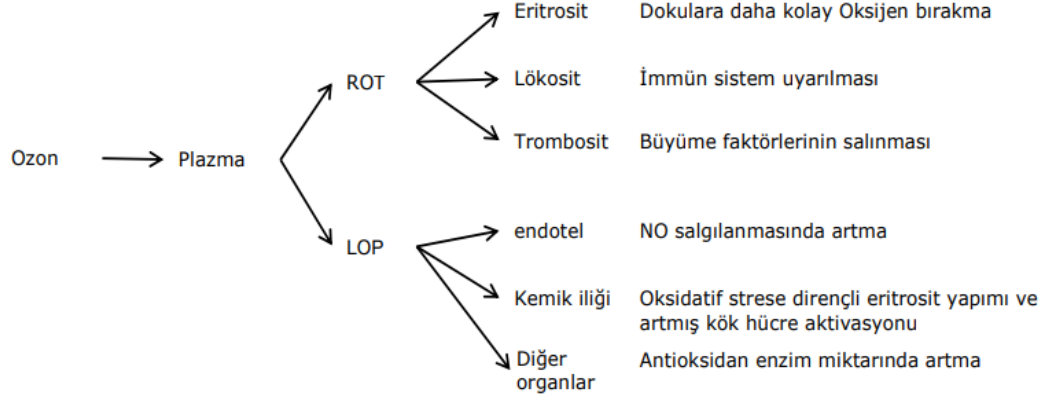 Eritrosit Dokulara daha kolay Oksijen bırakma
ROT
Lökosit İmmün sistem uyarılması
Trombosit Büyüme faktörlerinin salınması
Ozon Plazma
endotel NO salgılanmasında artma
LOP
Kemik iliği Oksidatif strese dirençli eritrosit yapımı ve
artmış kök hücre aktivasyonu
Diğer Antioksidan enzim miktarında artma
organlar